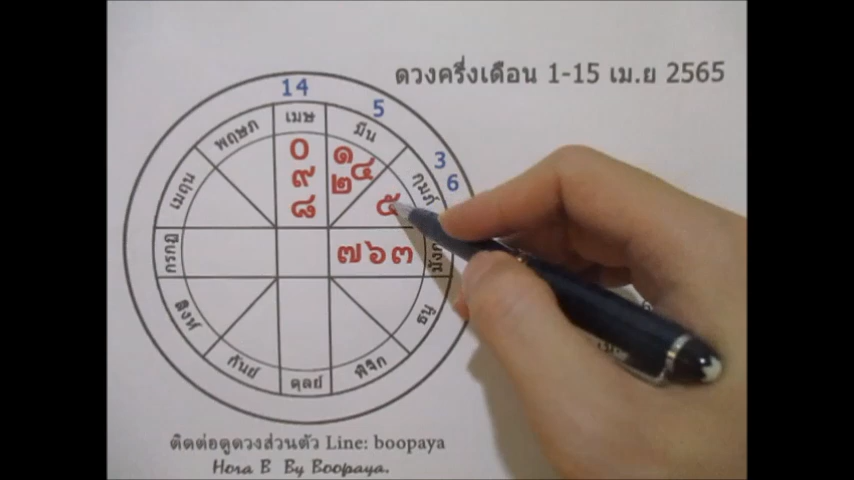 ดวงครึ่งเดือน 1-15 เม.ย 2565
14
5
3
6
เมษ
มีน
พฤษภ
กุมภ์
เมถุน
๐
๙
๘
๑
๒
๔
๕
กรกฎ
๗ ๖ ๓
สิงห์
ธนู
กันย์
ตุลย์
พิจิก
ติดต่อดูดวงส่วนตัว Line: boopaya
Hora B By Boopaya.